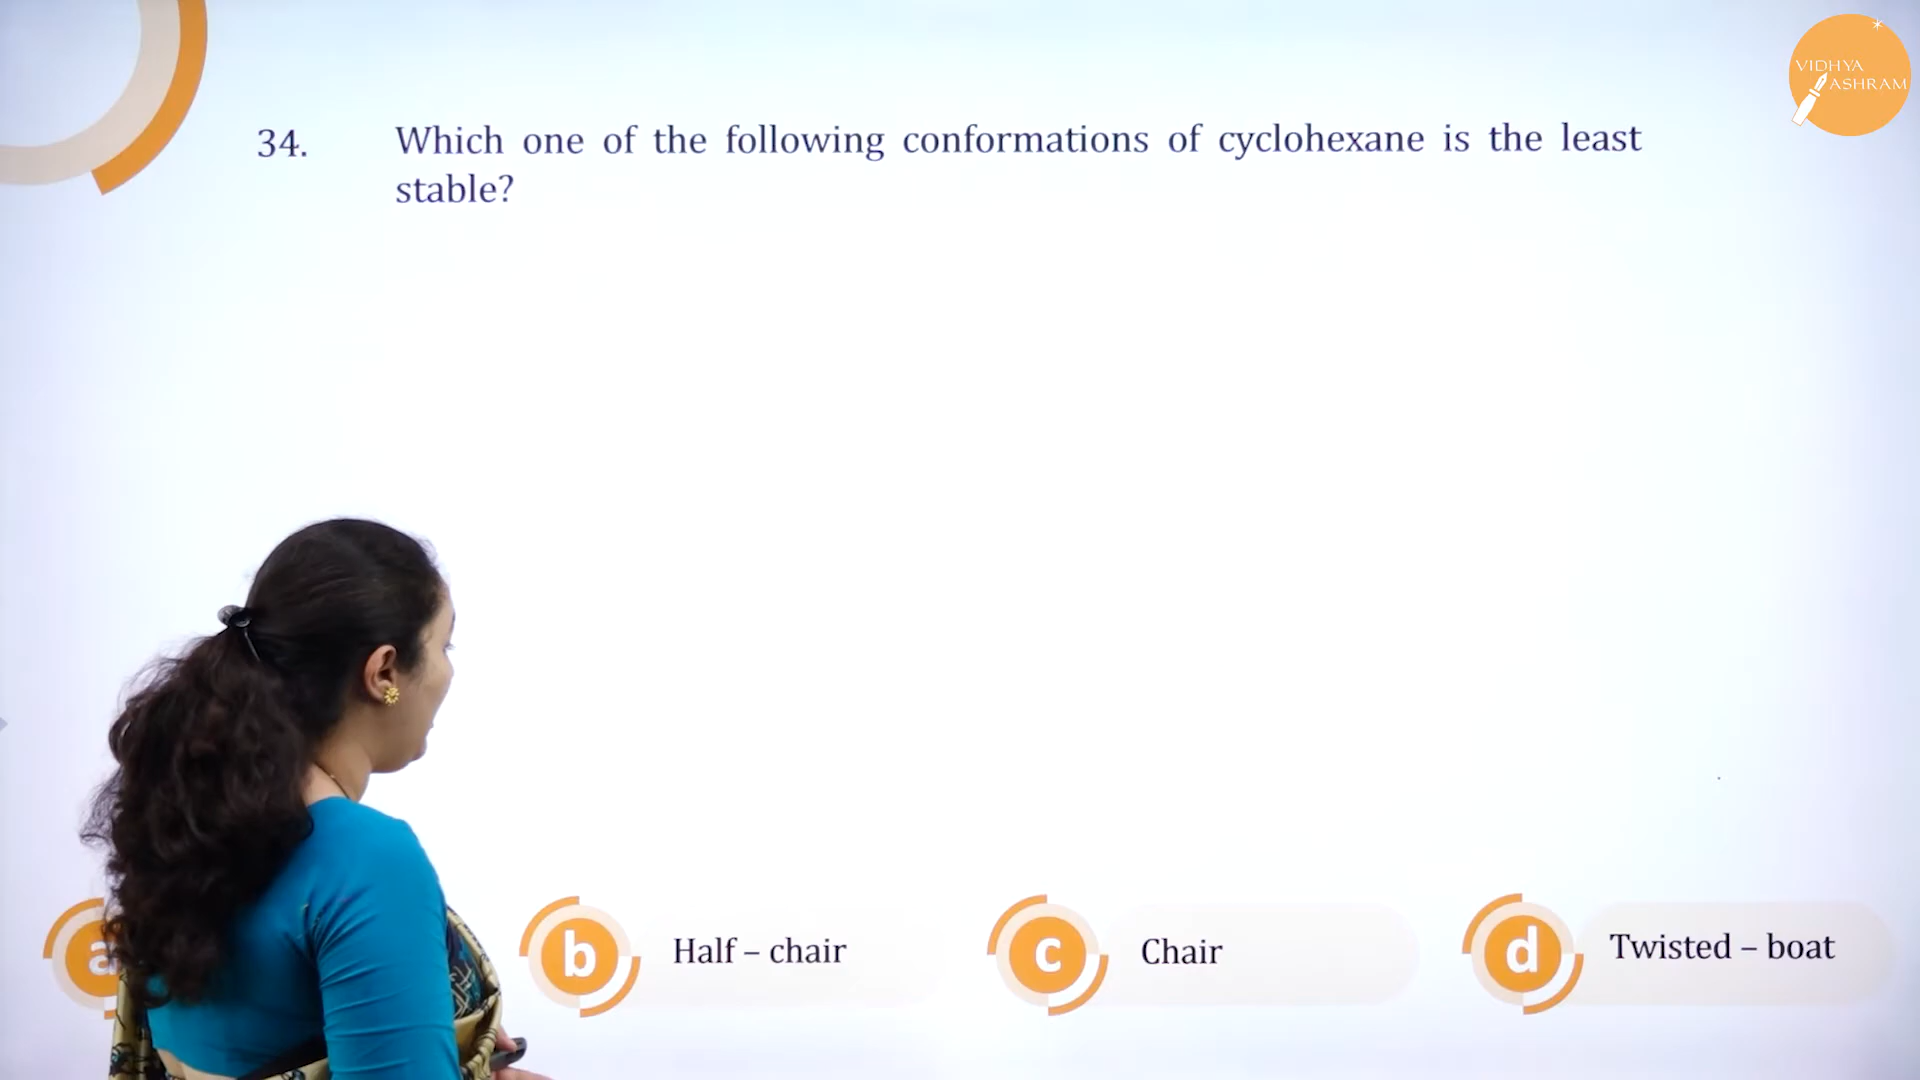 VIDHYA
ASHRAM
34. Which one of the following conformations of cyclohexane is the least
stable?
a
b Half – chair
c Chair
d Twisted – boat